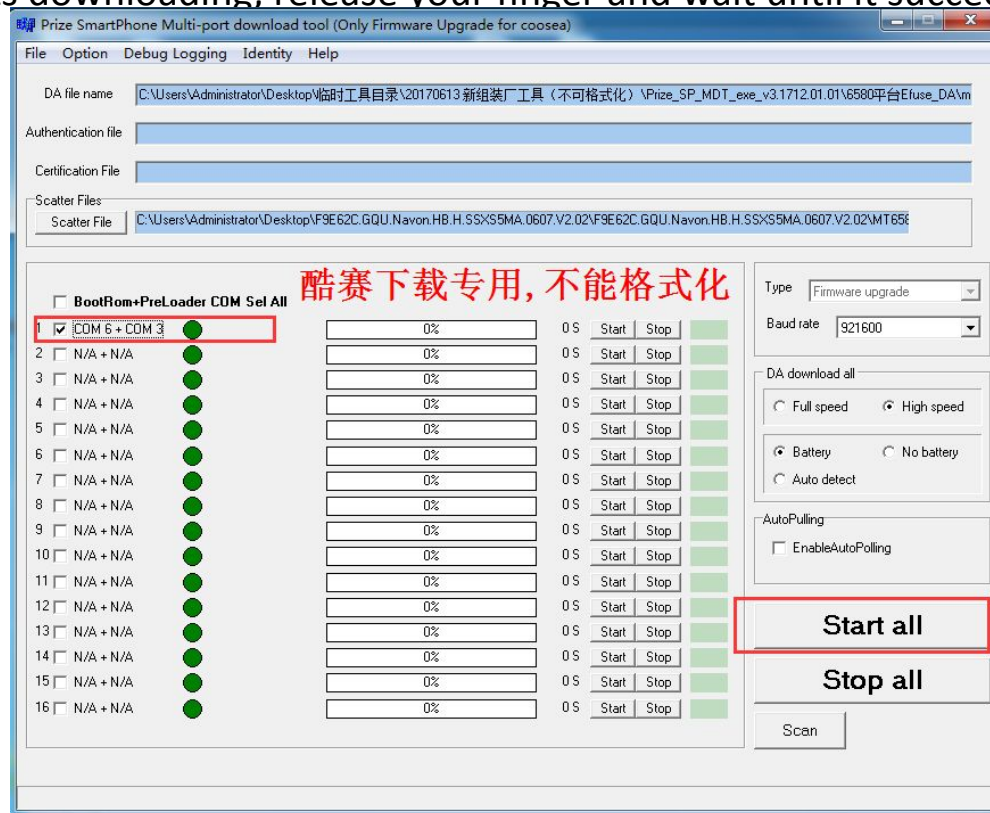 s downloading, release your finger and wait until it succee
Prize SmartPhone Multi-port download tool (Only Firmware Upgrade for coosea)
File Option Debug Logging Identity Help
DA file name C:\Users\Administrator\Desktop\临时工具目录\20170613新组装厂工具（不可格式化）\Prize_SP_MDT_exe_v3.1712.01.01\6580平台Efuse_DA\m
Authentication file
Certification File
Scatter Files
Scatter File C:\Users\Administrator\Desktop\F9E62C.GQU.Navon.HB.H.SSXS5MA.0607.V2.02\F9E62C.GQU.Navon.HB.H.SSXS5MA.0607.V2.02\MT658
酷赛下载专用,不能格式化
BootRom+PreLoader COM Sel All
1 COM 6 + COM 3 0% 0 S Start Stop
2 N/A + N/A 0% 0 S Start Stop
3 N/A + N/A 0% 0 S Start Stop
4 N/A + N/A 0% 0 S Start Stop
5 N/A + N/A 0% 0 S Start Stop
6 N/A + N/A 0% 0 S Start Stop
7 N/A + N/A 0% 0 S Start Stop
8 N/A + N/A 0% 0 S Start Stop
9 N/A + N/A 0% 0 S Start Stop
10 N/A + N/A 0% 0 S Start Stop
11 N/A + N/A 0% 0 S Start Stop
12 N/A + N/A 0% 0 S Start Stop
13 N/A + N/A 0% 0 S Start Stop
14 N/A + N/A 0% 0 S Start Stop
15 N/A + N/A 0% 0 S Start Stop
16 N/A + N/A 0% 0 S Start Stop
Type Firmware upgrade
Baud rate 921600
DA download all
Full speed High speed
Battery No battery
Auto detect
AutoPulling
EnableAutoPolling
Start all
Stop all
Scan